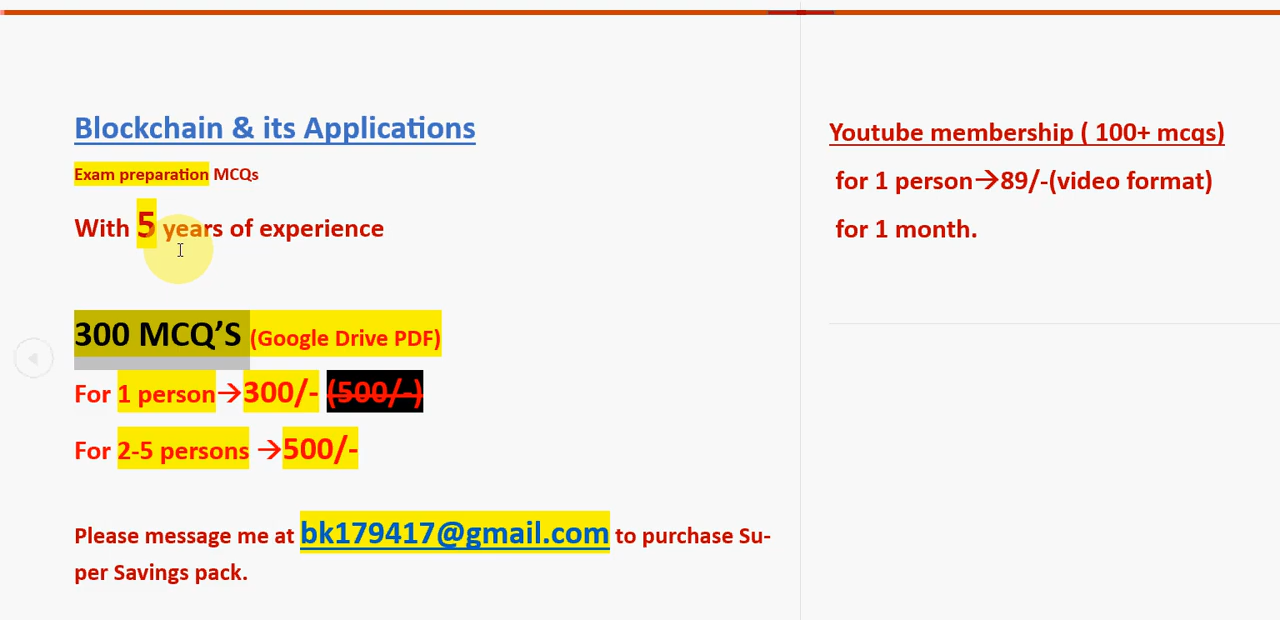 Blockchain & its Applications
Exam preparation MCQs
With 5 years of experience
300 MCQ’S (Google Drive PDF)
For 1 person→300/- (500/-)
For 2-5 persons →500/-
Please message me at bk179417@gmail.com to purchase Su-
per Savings pack.
Youtube membership ( 100+ mcqs)
for 1 person→89/-(video format)
for 1 month.